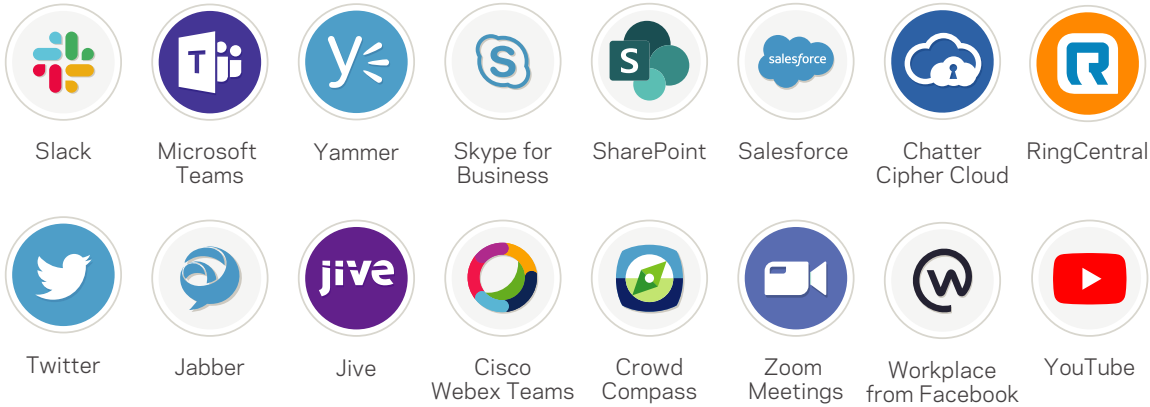 T
y
S
S
salesforce
R
Slack
Microsoft
Teams
Yammer
Skype for
Business
SharePoint
Salesforce
Chatter
Cipher Cloud
RingCentral
jive
W
Twitter
Jabber
Jive
Cisco
Webex Teams
Crowd
Compass
Zoom
Meetings
Workplace
from Facebook
YouTube